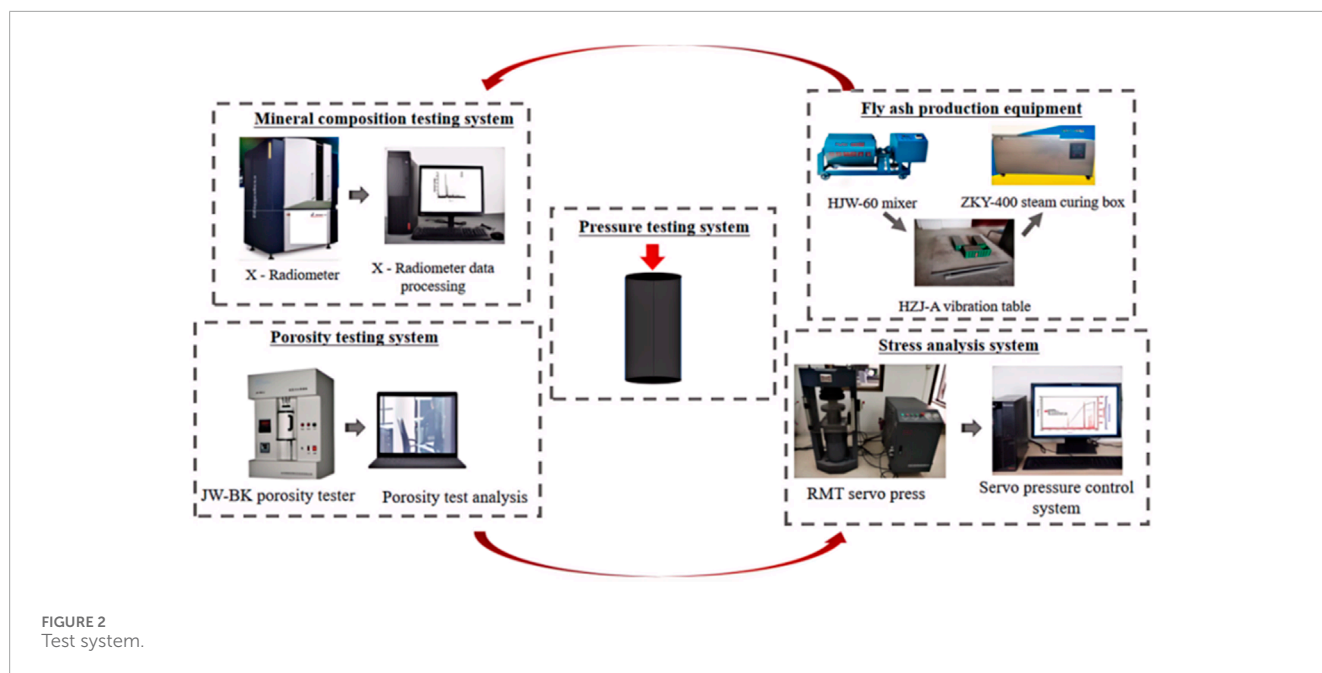 Mineral composition testing system
X - Radiometer
X - Radiometer data
processing
Porosity testing system
JW-BK porosity tester
Porosity test analysis
Pressure testing system
Fly ash production equipment
HJW-60 mixer
ZKY-400 steam curing box
HZJ-A vibration table
Stress analysis system
RMT servo press
Servo pressure control
system
FIGURE 2
Test system.